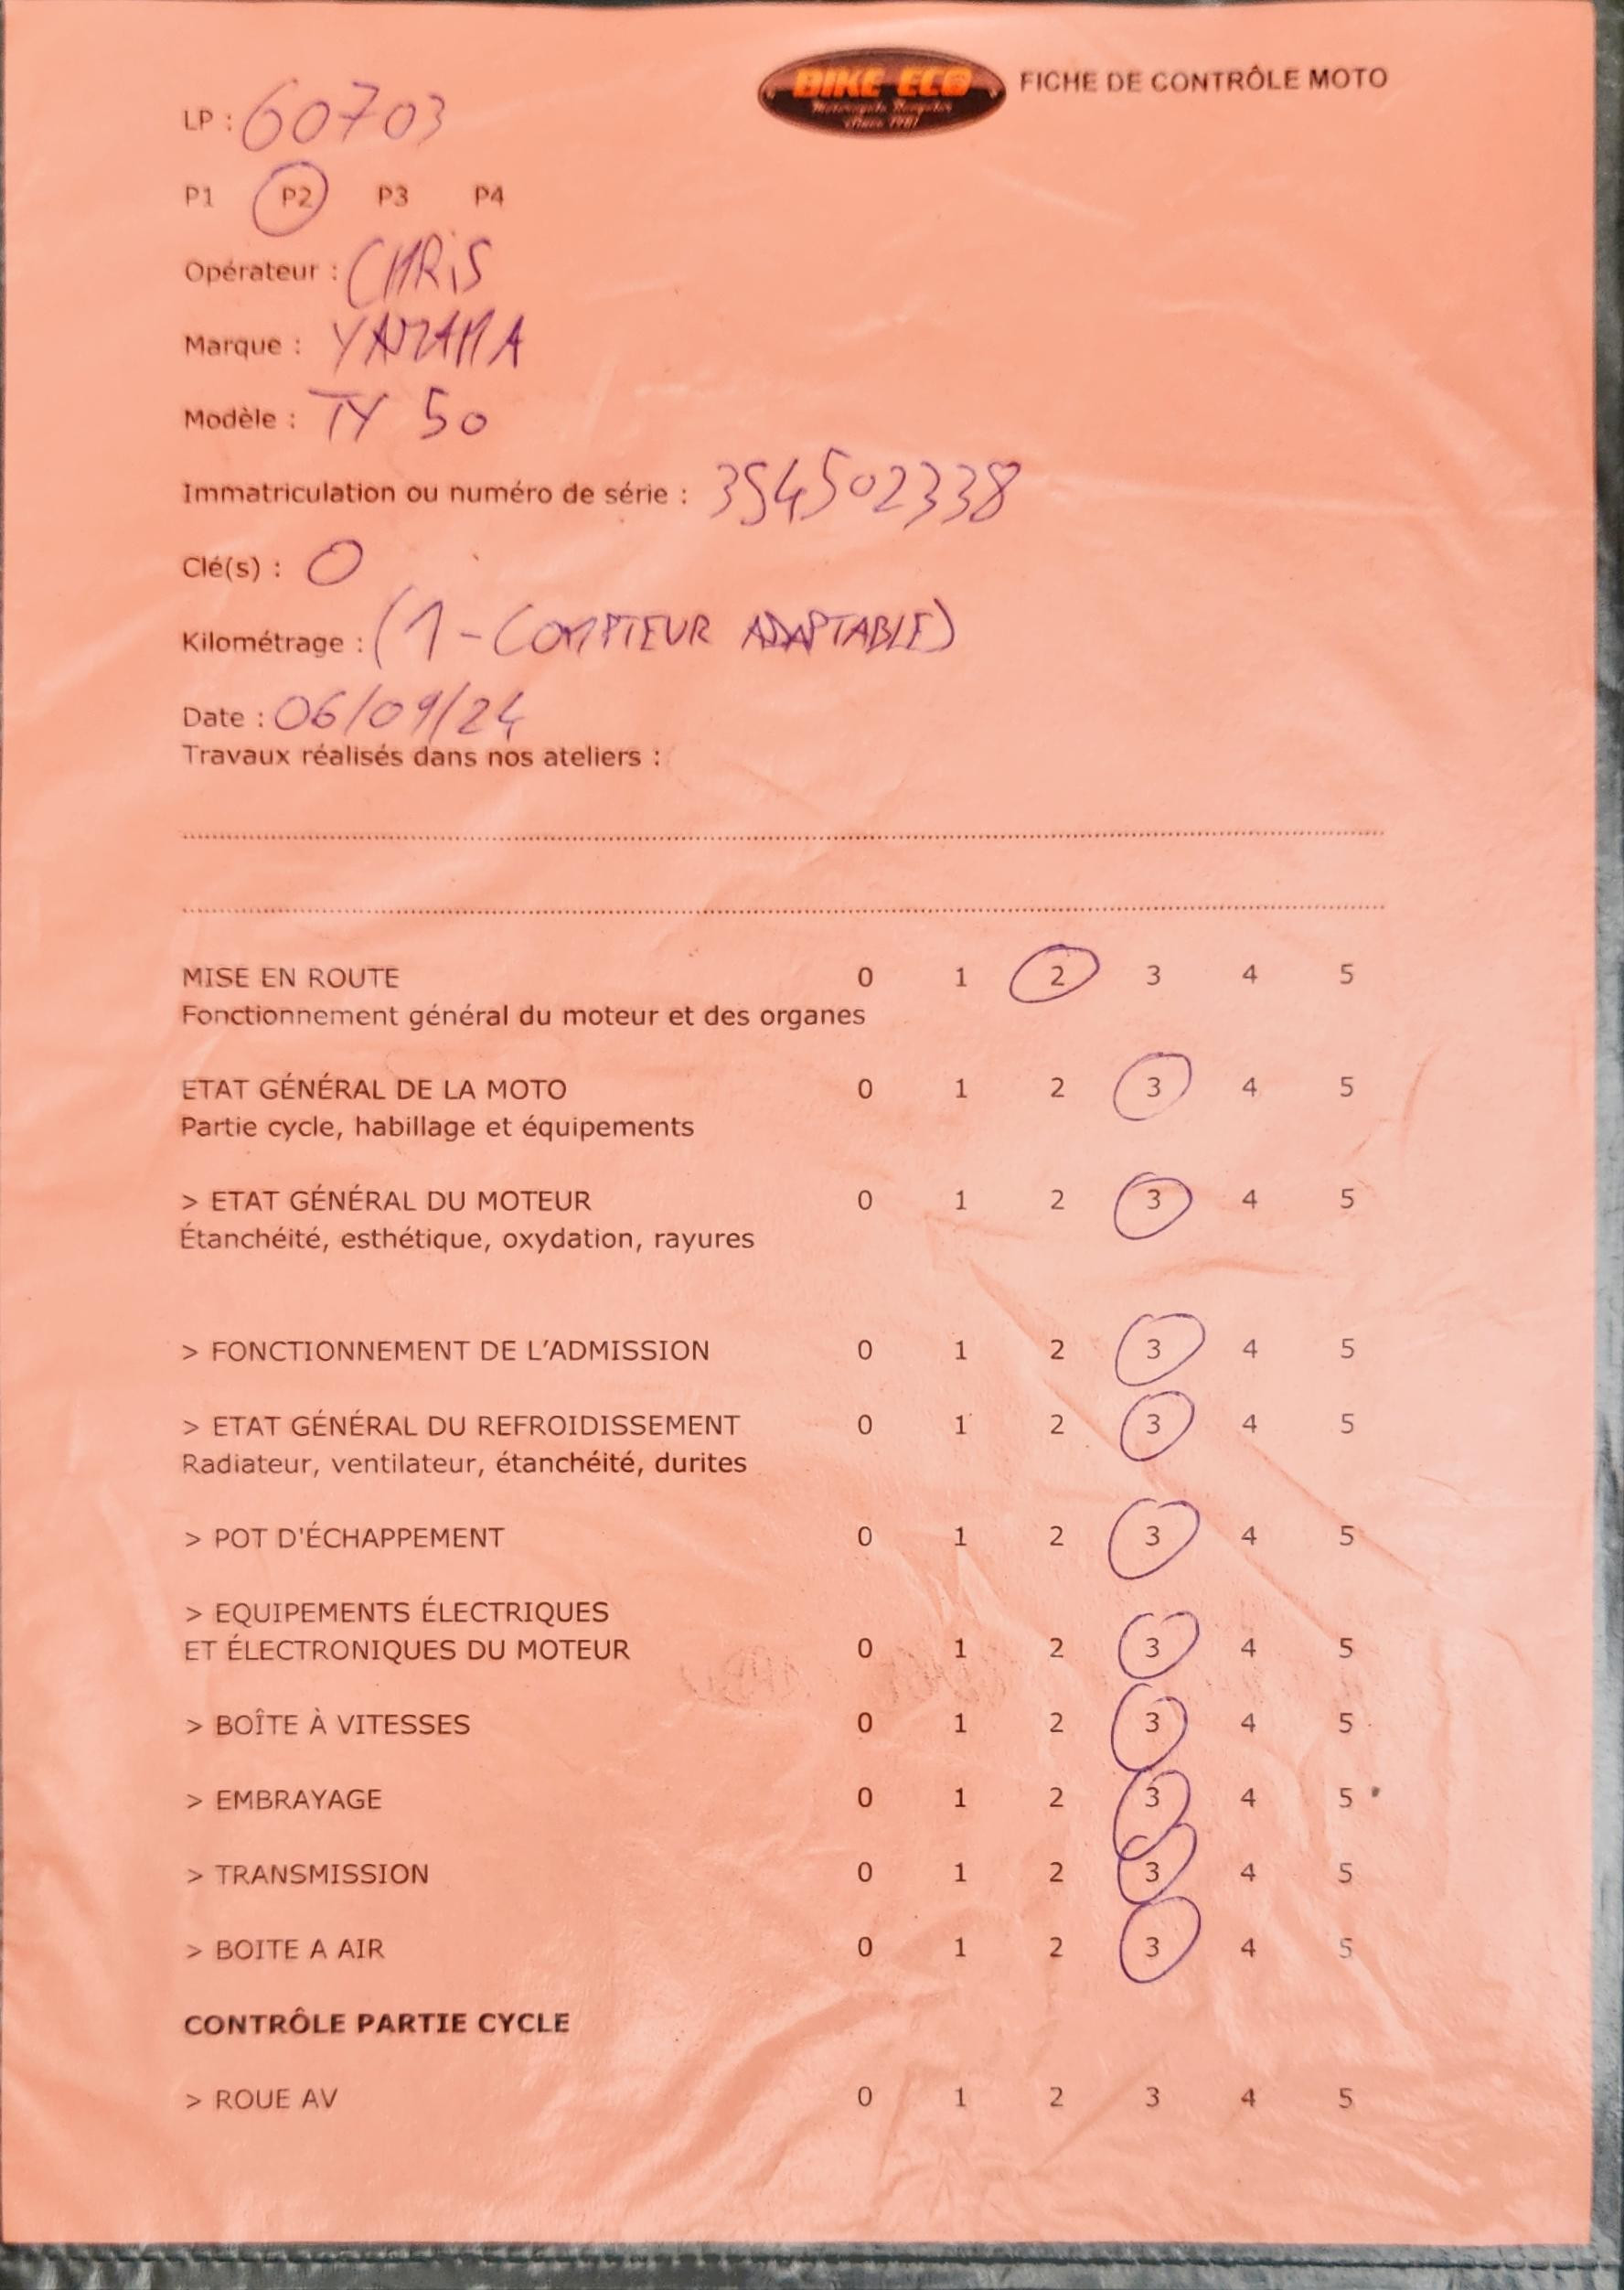 BIKE ECO
Motorcycle Recycler
Since 1981
FICHE DE CONTRÔLE MOTO
LP : 60703
P1 P2 P3 P4
Opérateur : CHRiS
Marque : YAMAHA
Modèle : TY 50
Immatriculation ou numéro de série : 3S4502338
Clé(s) : 0
Kilométrage : (1 - COMPTEUR ADAPTABLE)
Date : 06/09/24
Travaux réalisés dans nos ateliers :
MISE EN ROUTE 0 1 2 3 4 5
Fonctionnement général du moteur et des organes
ETAT GÉNÉRAL DE LA MOTO 0 1 2 3 4 5
Partie cycle, habillage et équipements
> ETAT GÉNÉRAL DU MOTEUR 0 1 2 3 4 5
Étanchéité, esthétique, oxydation, rayures
> FONCTIONNEMENT DE L'ADMISSION 0 1 2 3 4 5
> ETAT GÉNÉRAL DU REFROIDISSEMENT 0 1 2 3 4 5
Radiateur, ventilateur, étanchéité, durites
> POT D'ÉCHAPPEMENT 0 1 2 3 4 5
> EQUIPEMENTS ÉLECTRIQUES
ET ÉLECTRONIQUES DU MOTEUR 0 1 2 3 4 5
> BOÎTE À VITESSES 0 1 2 3 4 5
> EMBRAYAGE 0 1 2 3 4 5
> TRANSMISSION 0 1 2 3 4 5
> BOITE A AIR 0 1 2 3 4 5
CONTRÔLE PARTIE CYCLE
> ROUE AV 0 1 2 3 4 5